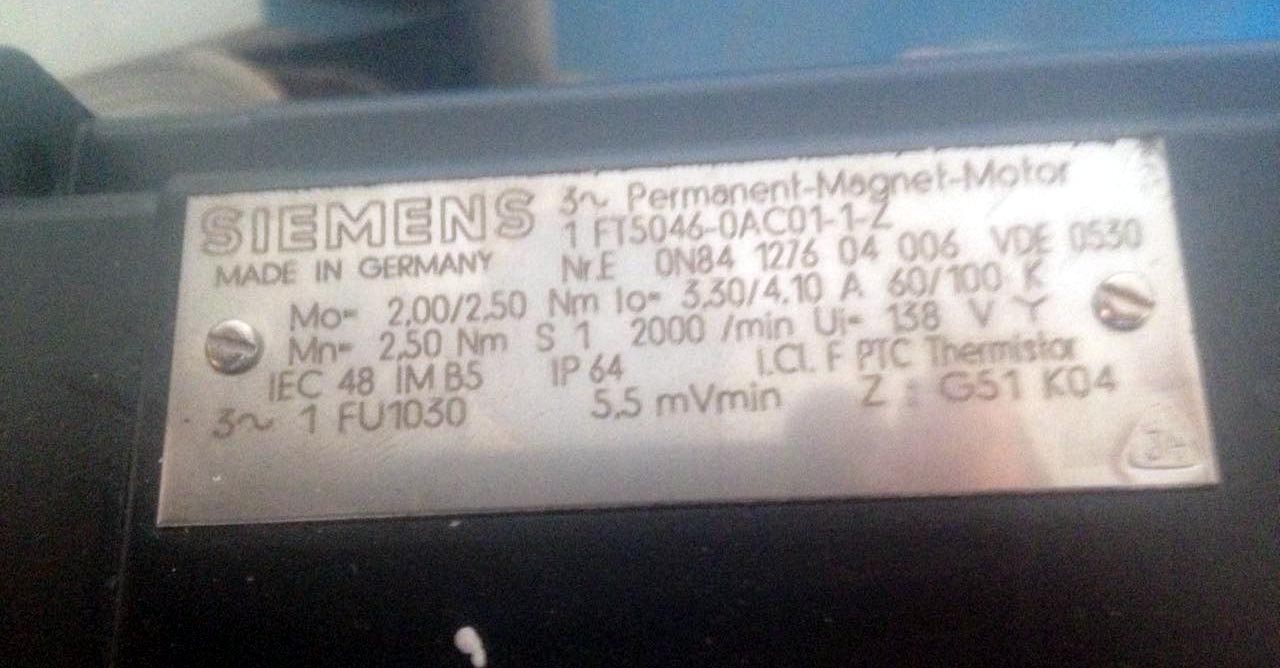 SIEMENS 3~ Permanent-Magnet-Motor
1 FT5046-0AC01-1-Z
MADE IN GERMANY Nr.E 0N84 1276 04 006 VDE 0530
Mo= 2,00/2,50 Nm Io= 3,30/4,10 A 60/100 K
Mn= 2,50 Nm S 1 2000 /min Ui= 138 V Y
IEC 48 IM B5 IP 64 I.Cl. F PTC Thermistor
3~ 1 FU1030 5,5 mVmin Z : G51 K04